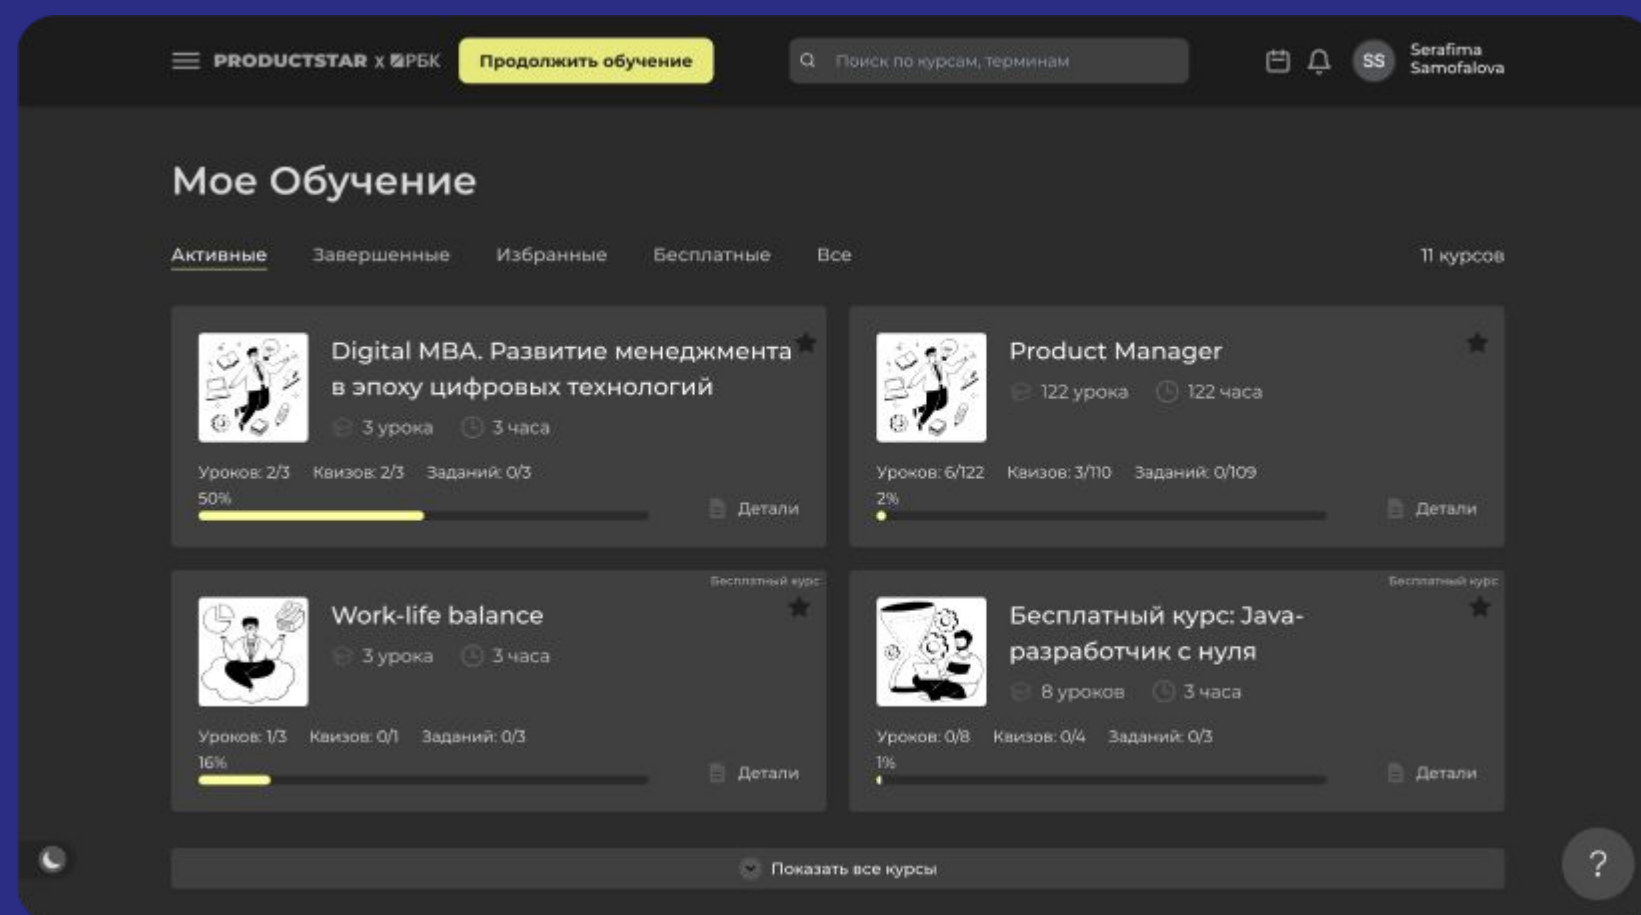 PRODUCTSTAR x РБК
Продолжить обучение
Поиск по курсам, терминам
SS
Serafima
Samofalova
Мое Обучение
Активные Завершенные Избранные Бесплатные Все
11 курсов
Digital MBA. Развитие менеджмента
в эпоху цифровых технологий
3 урока 3 часа
Уроков: 2/3 Квизов: 2/3 Заданий: 0/3
50%
Детали
Product Manager
122 урока 122 часа
Уроков: 6/122 Квизов: 3/110 Заданий: 0/109
2%
Детали
Бесплатный курс
Work-life balance
3 урока 3 часа
Уроков: 1/3 Квизов: 0/1 Заданий: 0/3
16%
Детали
Бесплатный курс
Бесплатный курс: Java-
разработчик с нуля
8 уроков 3 часа
Уроков: 0/8 Квизов: 0/4 Заданий: 0/3
1%
Детали
Показать все курсы
?